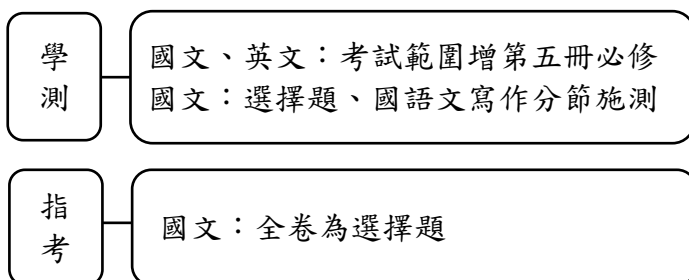 學測
國文、英文：考試範圍增第五冊必修
國文：選擇題、國語文寫作分節施測
指考
國文：全卷為選擇題